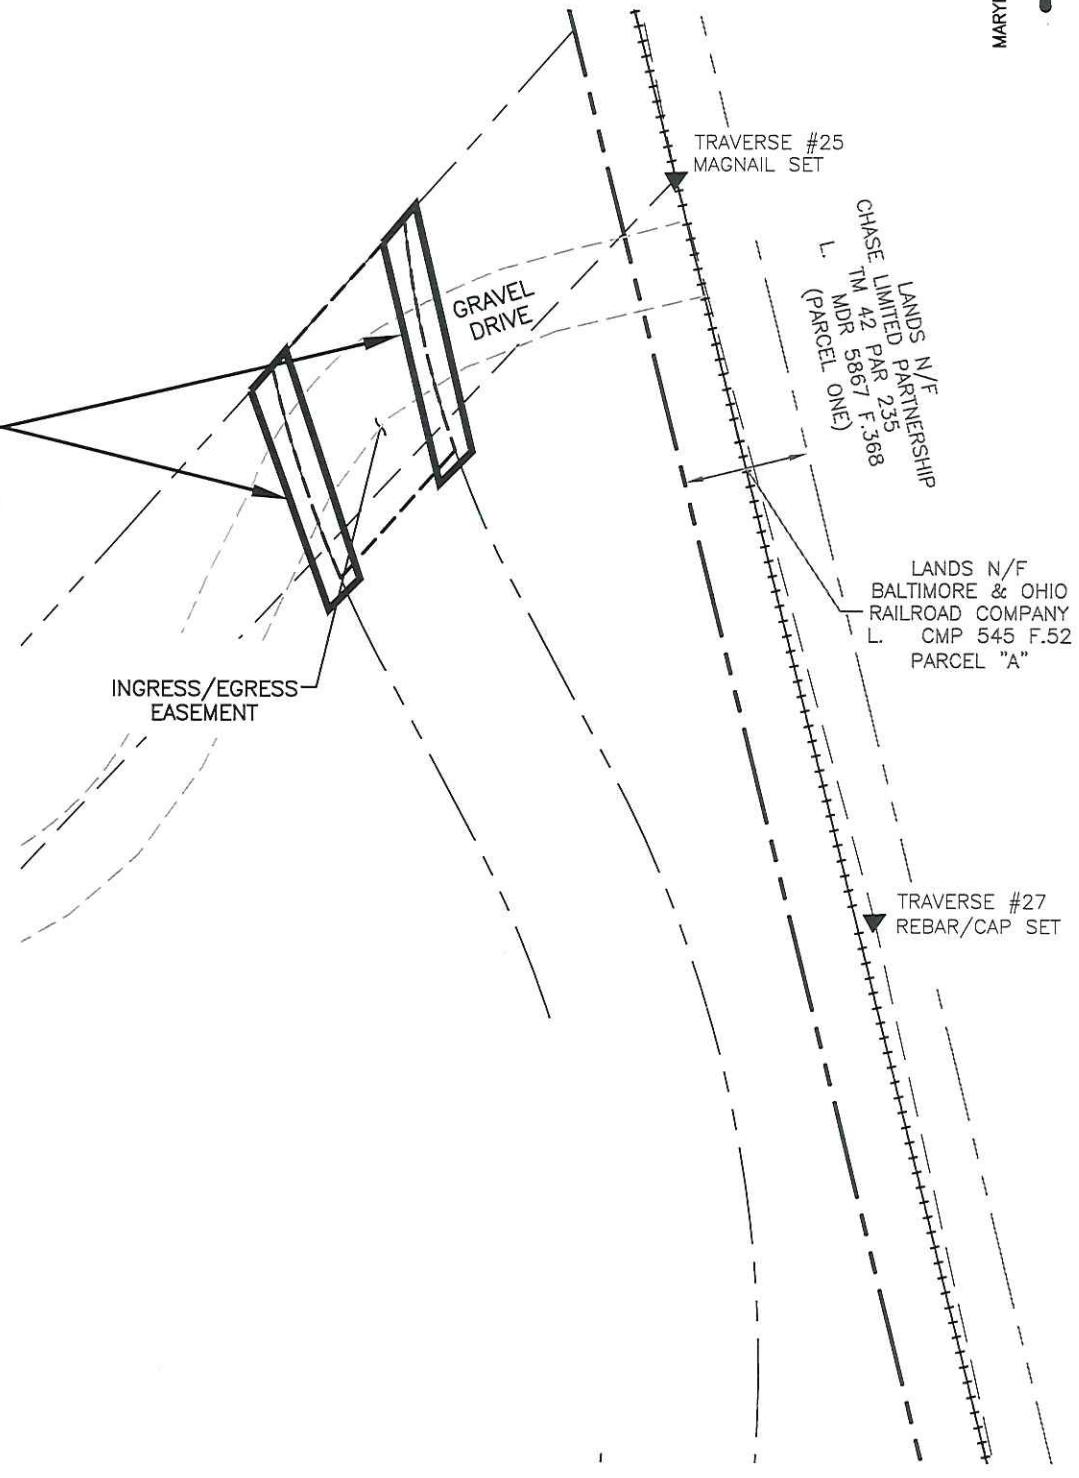 MARYL
TRAVERSE #25
MAGNAIL SET
LANDS N/F
CHASE LIMITED PARTNERSHIP
TM 42 PAR 235
L. MDR 5867 F.368
(PARCEL ONE)
GRAVEL
DRIVE
LANDS N/F
BALTIMORE & OHIO
RAILROAD COMPANY
L. CMP 545 F.52
PARCEL "A"
INGRESS/EGRESS
EASEMENT
TRAVERSE #27
REBAR/CAP SET